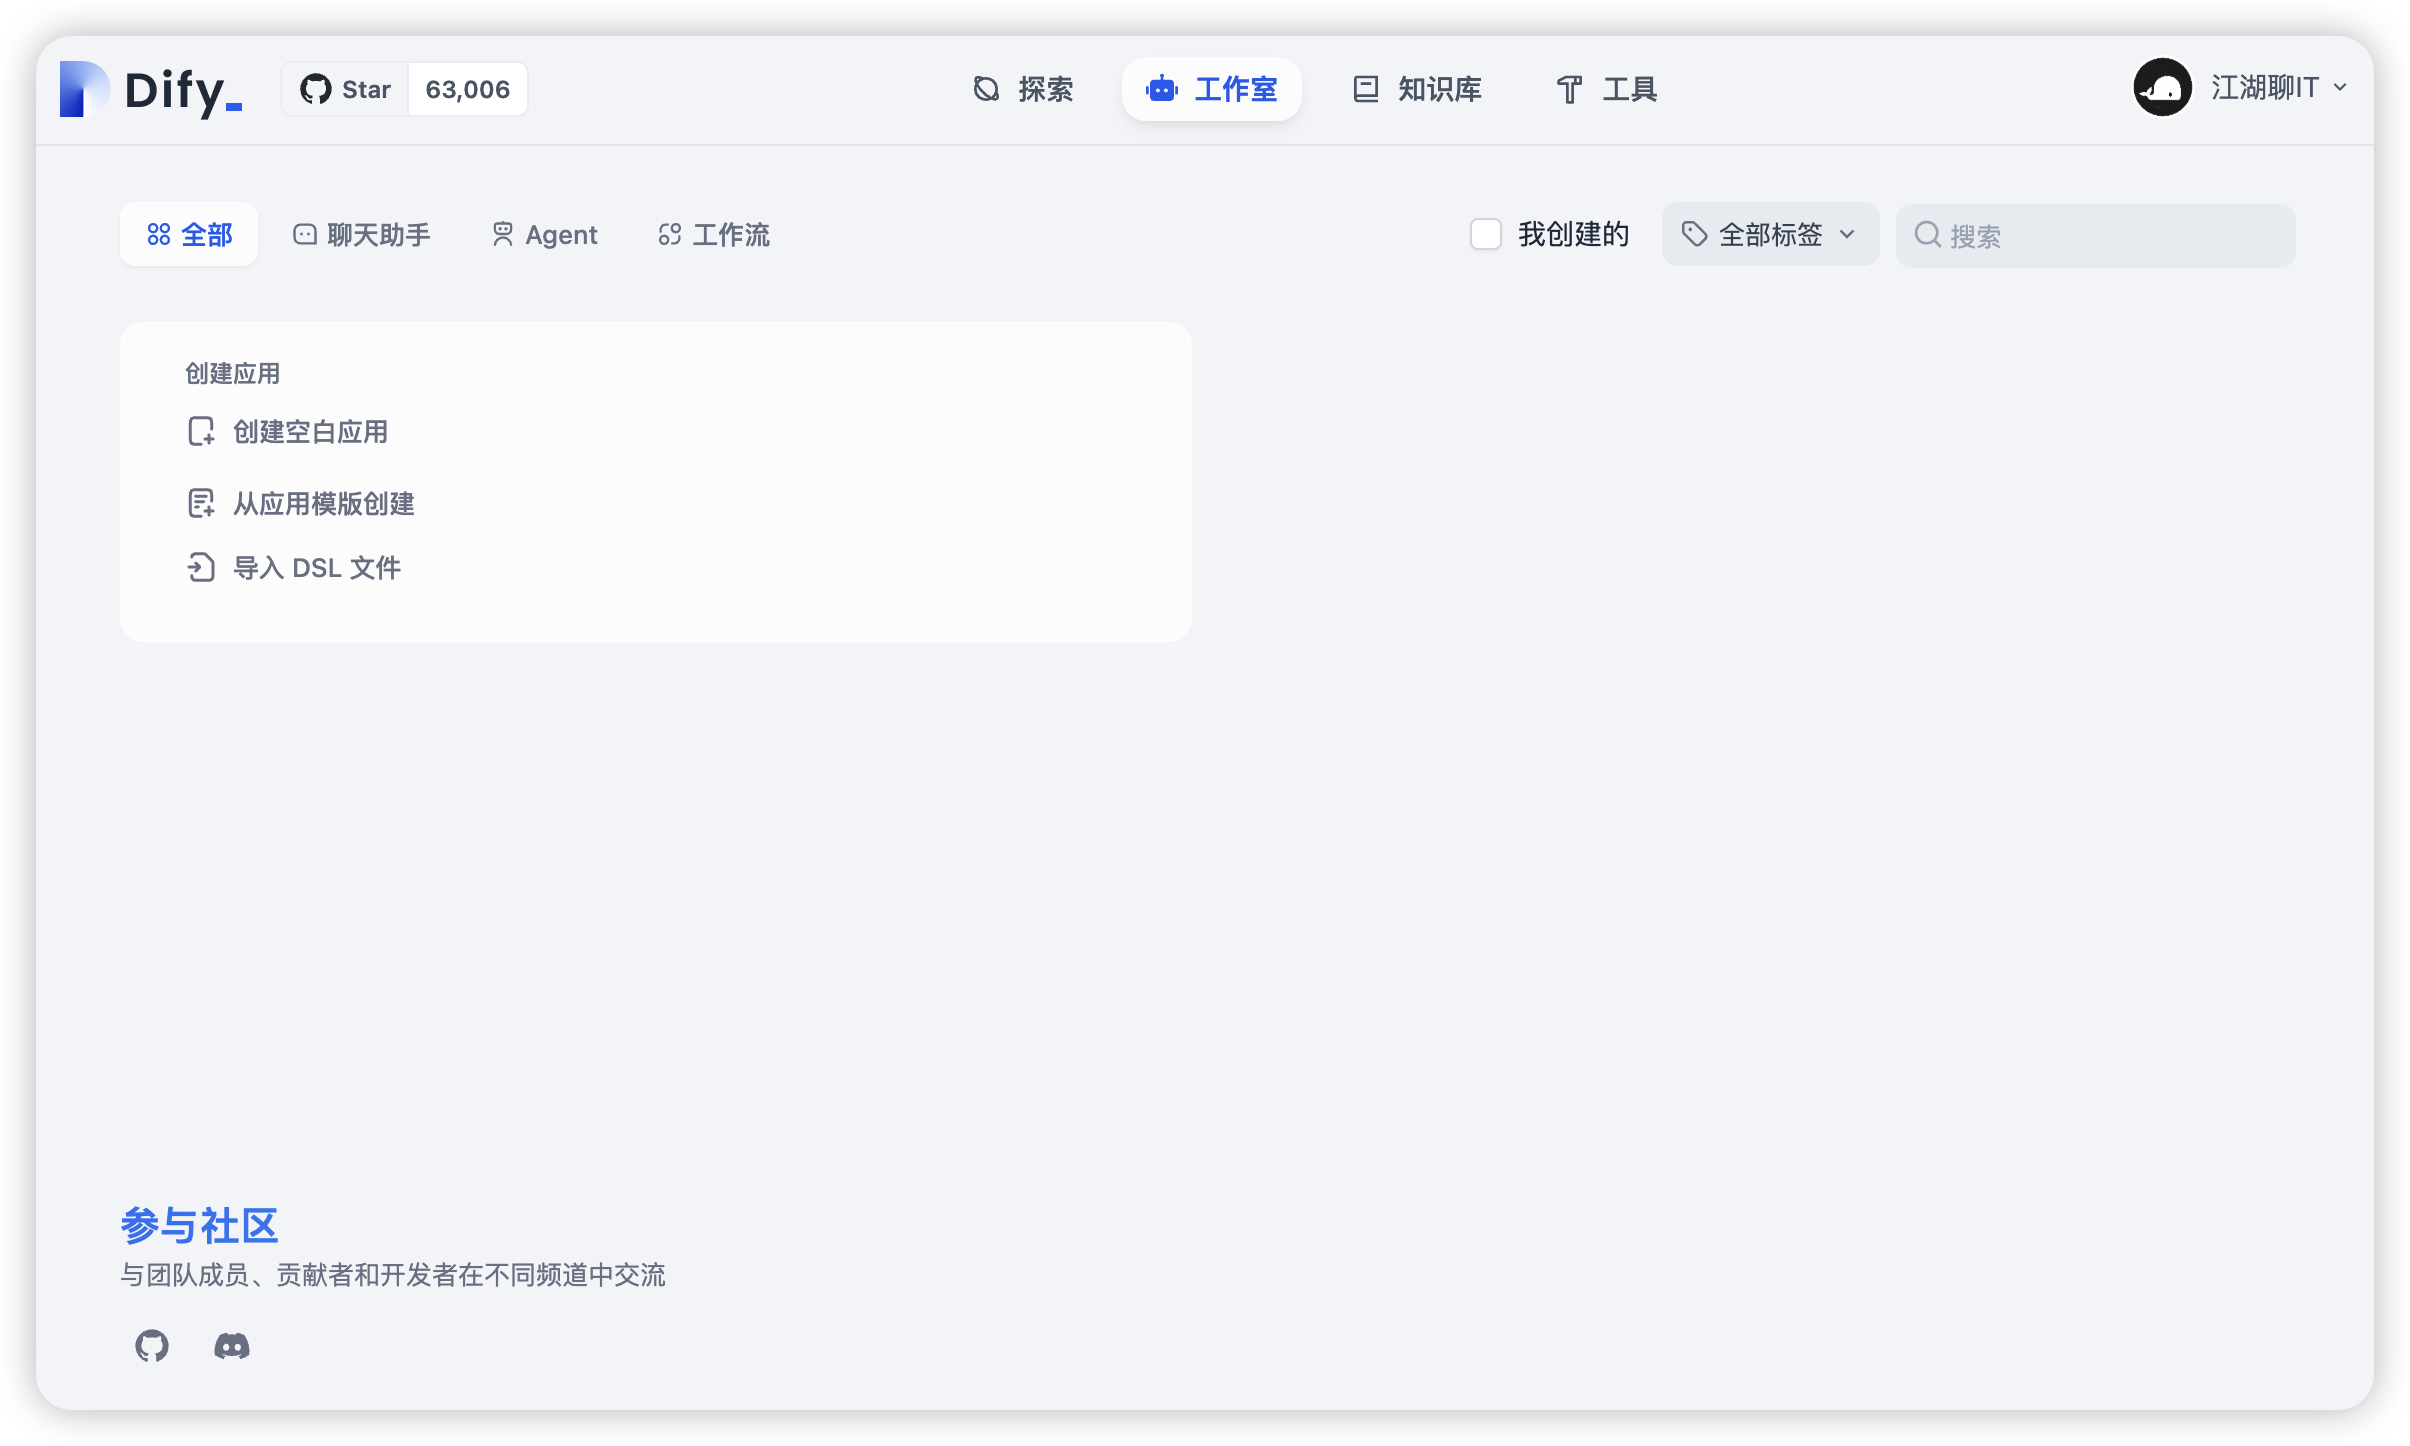 Dify_ Star 63,006 探索 工作室 知识库 工具 江湖聊IT
全部 聊天助手 Agent 工作流 我创建的 全部标签 搜索
创建应用
创建空白应用
从应用模版创建
导入 DSL 文件
参与社区
与团队成员、贡献者和开发者在不同频道中交流